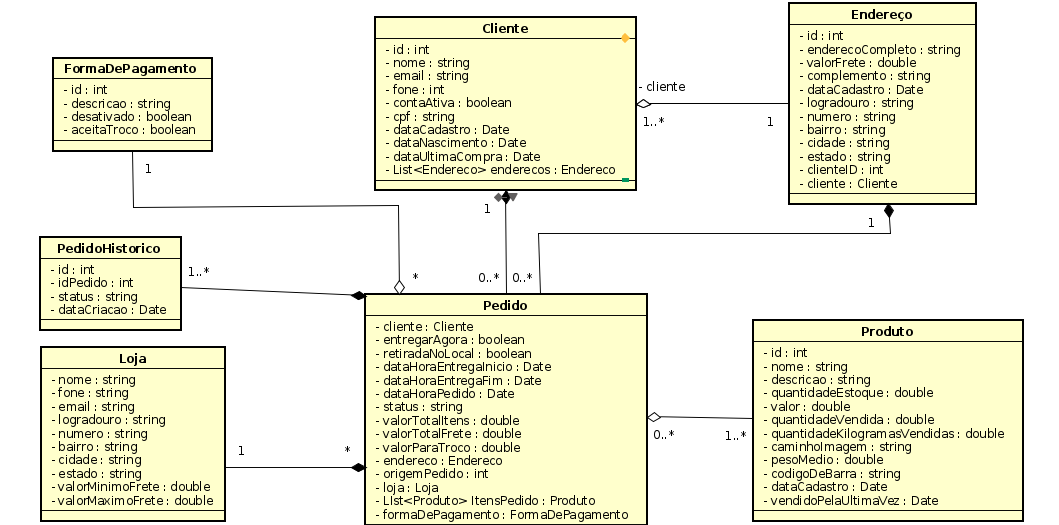 Cliente
- id : int
- nome : string
- email : string
- fone : int
- contaAtiva : boolean
- cpf : string
- dataCadastro : Date
- dataNascimento : Date
- dataUltimaCompra : Date
- List<Endereco> enderecos : Endereco
Endereço
- id : int
- enderecoCompleto : string
- valorFrete : double
- complemento : string
- dataCadastro : Date
- logradouro : string
- numero : string
- bairro : string
- cidade : string
- estado : string
- clienteID : int
- cliente : Cliente
FormaDePagamento
- id : int
- descricao : string
- desativado : boolean
- aceitaTroco : boolean
- cliente
1..*
1
1
1
1
PedidoHistorico
- id : int
- idPedido : int
- status : string
- dataCriacao : Date
1..*
*
0..*
0..*
Pedido
- cliente : Cliente
- entregarAgora : boolean
- retiradaNoLocal : boolean
- dataHoraEntregaInicio : Date
- dataHoraEntregaFim : Date
- dataHoraPedido : Date
- status : string
- valorTotalItens : double
- valorTotalFrete : double
- valorParaTroco : double
- endereco : Endereco
- origemPedido : int
- loja : Loja
- LIst<Produto> ItensPedido : Produto
- formaDePagamento : FormaDePagamento
Loja
- nome : string
- fone : string
- email : string
- logradouro : string
- numero : string
- bairro : string
- cidade : string
- estado : string
- valorMinimoFrete : double
- valorMaximoFrete : double
1
*
0..*
1..*
Produto
- id : int
- nome : string
- descricao : string
- quantidadeEstoque : double
- valor : double
- quantidadeVendida : double
- quantidadeKilogramasVendidas : double
- caminhoImagem : string
- pesoMedio : double
- codigoDeBarra : string
- dataCadastro : Date
- vendidoPelaUltimaVez : Date